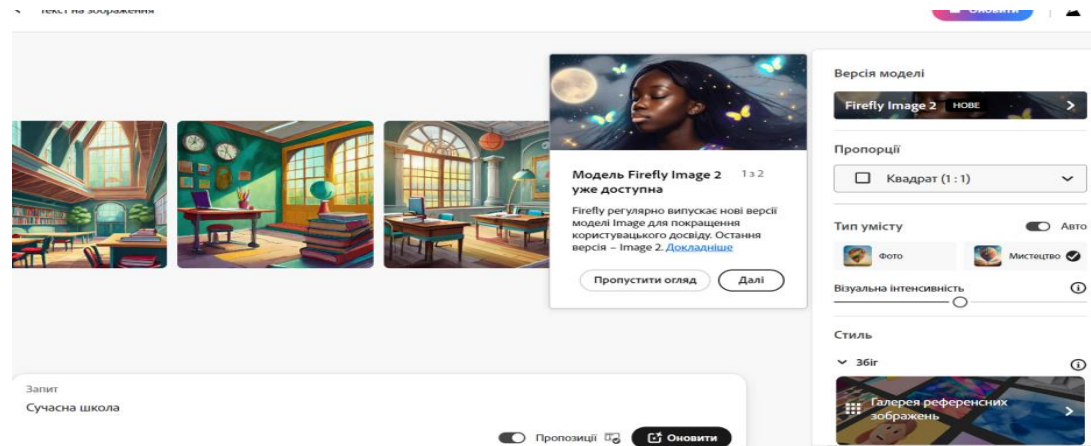 Текст на зображення
Оновити
Версія моделі
Firefly Image 2 НОВЕ
Пропорції
Квадрат (1 : 1)
Тип умісту
Авто
Фото
Мистецтво
Візуальна інтенсивність
Стиль
Збіг
Галерея референсних
зображень
Модель Firefly Image 2 1 з 2
уже доступна
Firefly регулярно випускає нові версії
моделі Image для покращення
користувацького досвіду. Остання
версія – Image 2. Докладніше
Пропустити огляд
Далі
Запит
Сучасна школа
Пропозиції
Оновити